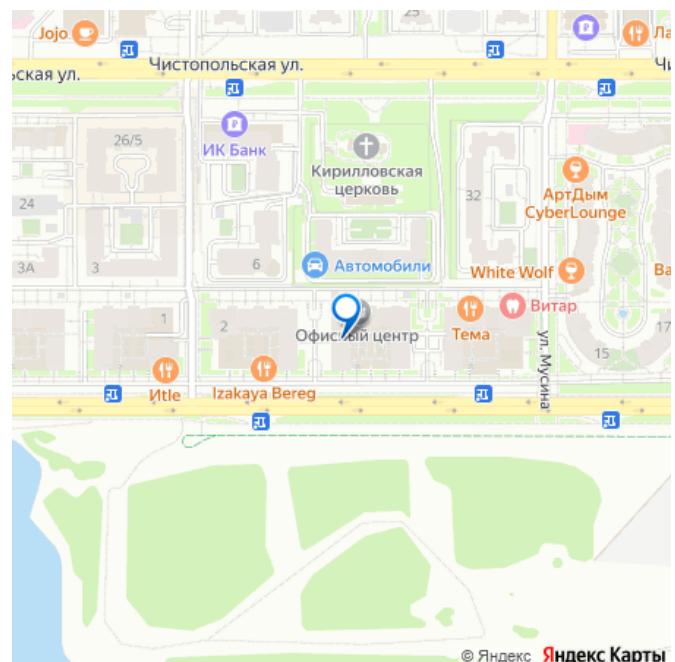 Jojo
Ла
Чистопольская ул.
Чи
ьская ул.
25
26/5
ИК Банк
Кирилловская
церковь
АртДым
CyberLounge
24
32
3А
3
6
Автомобили
White Wolf
Ва
Витар
1
2
Офисный центр
Тема
ул. Мусина
17
15
Итle
Izakaya Bereg
© Яндекс Яндекс Карты